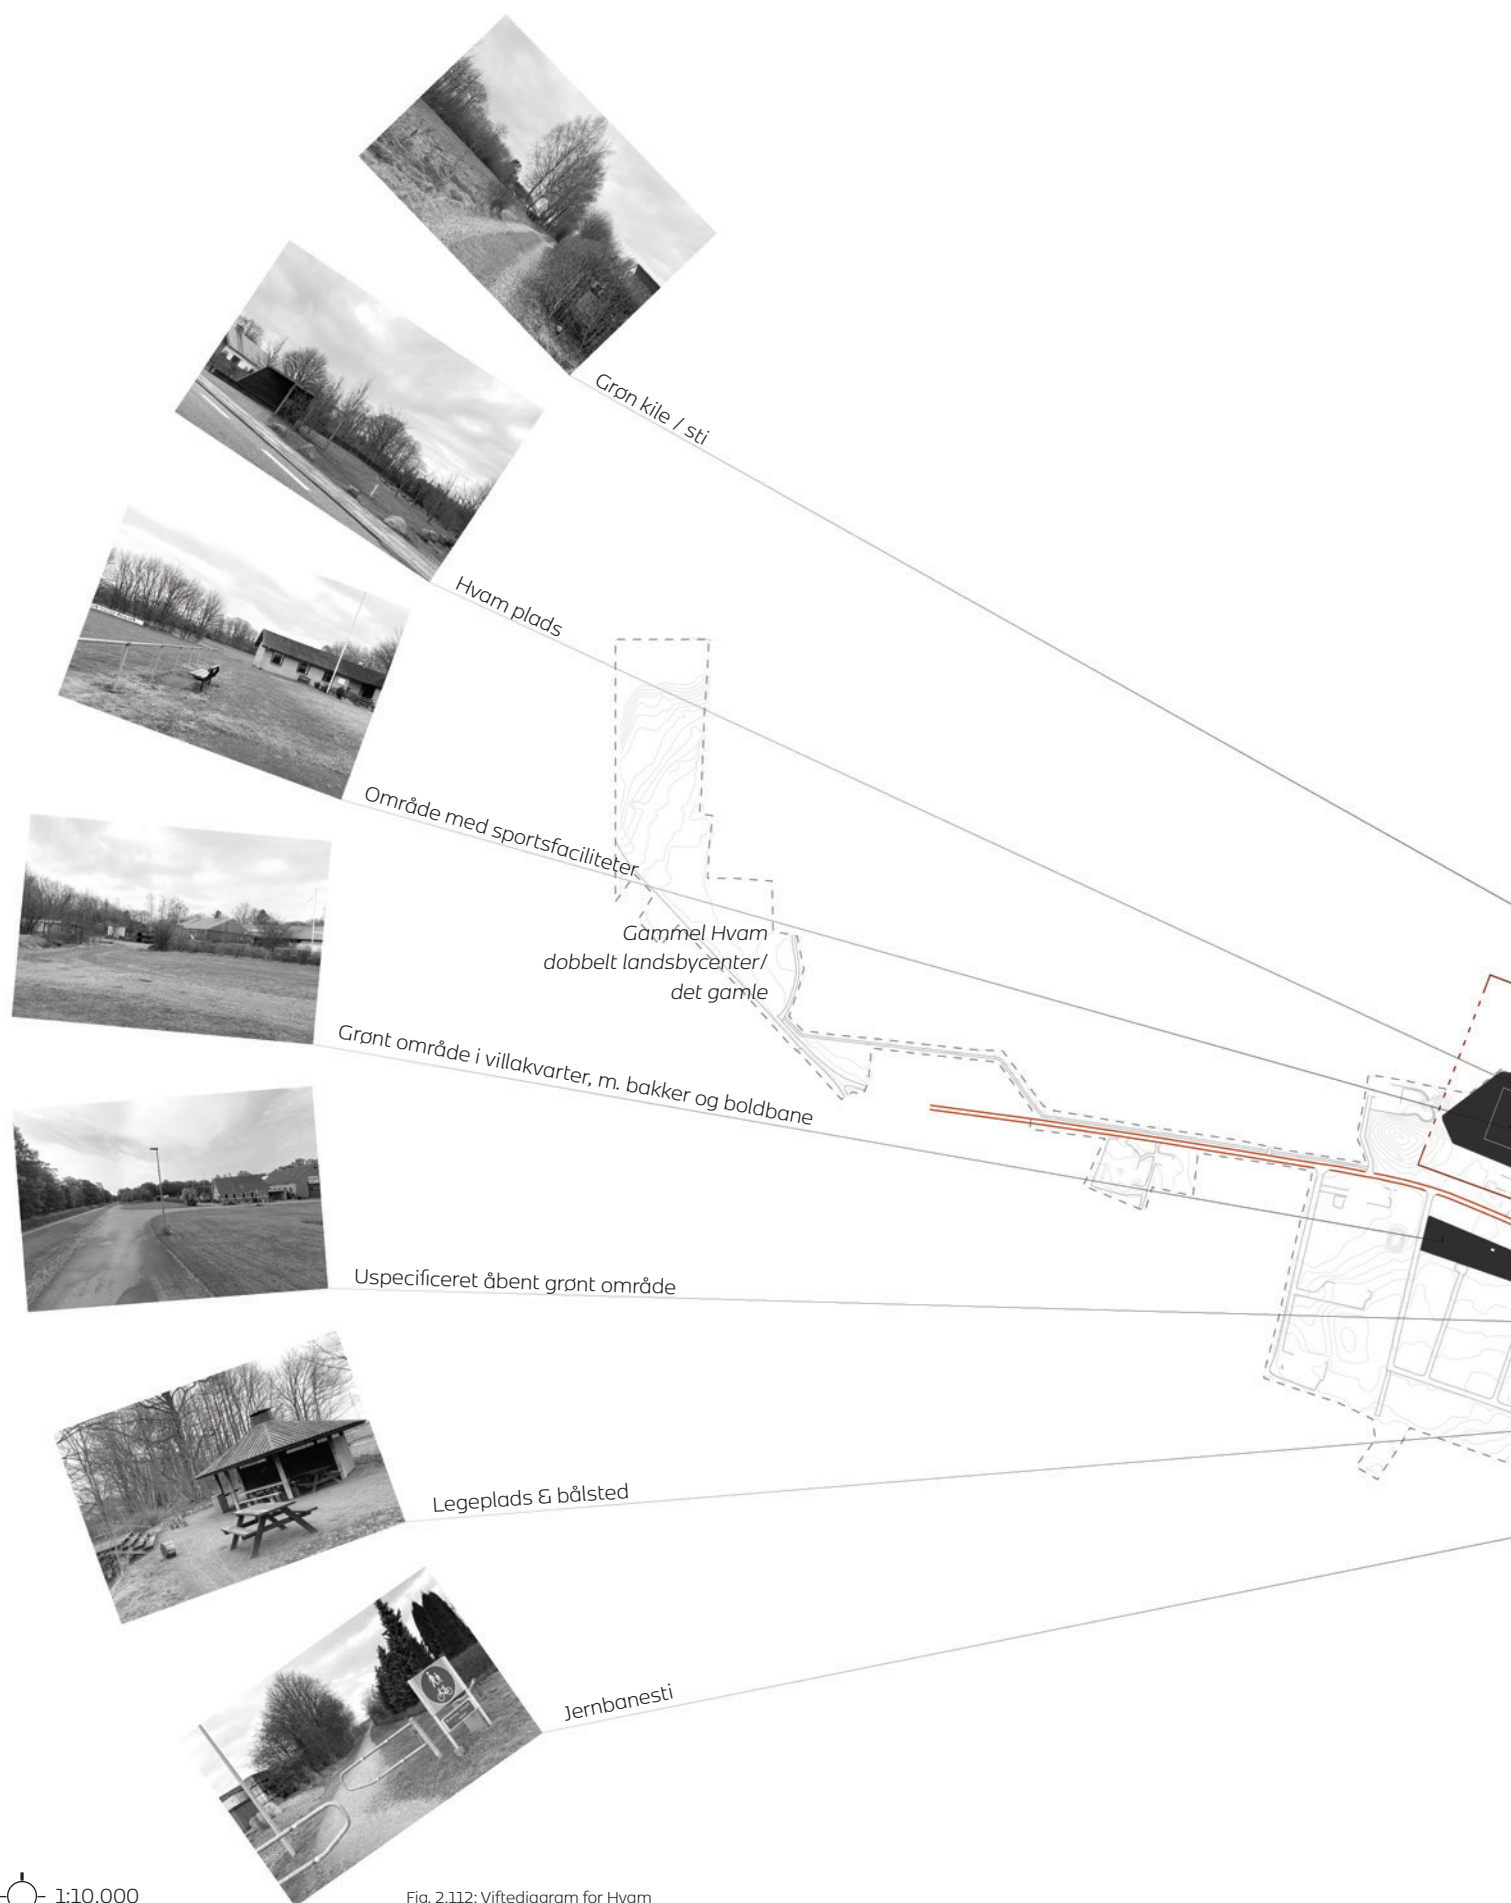 Grøn kile / sti
Hvam plads
Område med sportsfaciliteter
Gammel Hvam
dobbelt landsbycenter/
det gamle
Grønt område i villakvarter, m. bakker og boldbane
Uspecificeret åbent grønt område
Legeplads & bålsted
Jernbanesti
1:10.000
Fig. 2.112: Viftediagram for Hvam